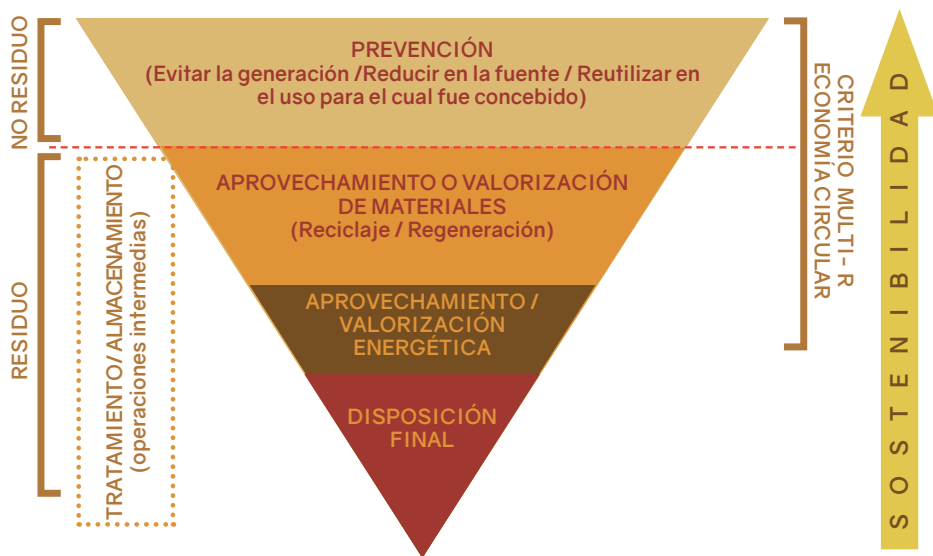 NO RESIDUO
RESIDUO
TRATAMIENTO/ ALMACENAMIENTO
(operaciones intermedias)
PREVENCIÓN
(Evitar la generación /Reducir en la fuente / Reutilizar en
el uso para el cual fue concebido)
APROVECHAMIENTO O VALORIZACIÓN
DE MATERIALES
(Reciclaje / Regeneración)
APROVECHAMIENTO /
VALORIZACIÓN
ENERGÉTICA
DISPOSICIÓN
FINAL
CRITERIO MULTI- R
ECONOMÍA CIRCULAR
SOSTENIBILIDAD